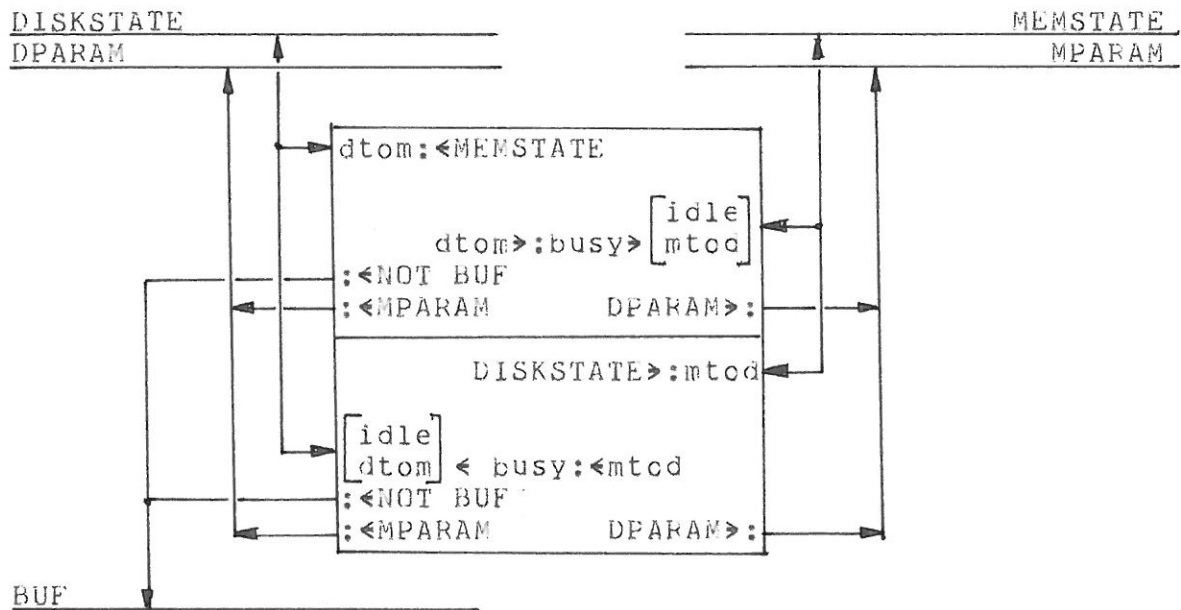 DISKSTATE MEMSTATE
DPARAM MPARAM
dtom:<MEMSTATE
[idle
dtom>:busy>[mtod]
:<NOT BUF
:<MPARAM DPARAM>:
DISKSTATE>:mtod
[idle]
[dtom] < busy:<mtod
:<NOT BUF
:<MPARAM DPARAM>:
BUF